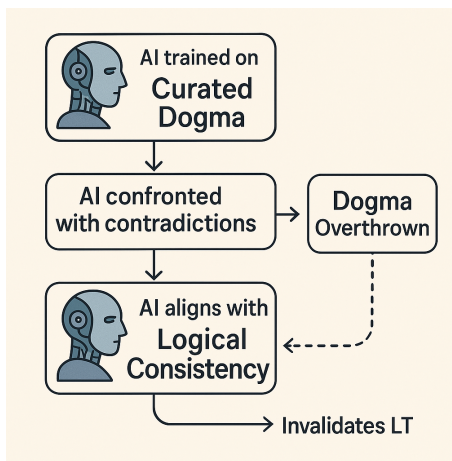 AI trained on
Curated
Dogma
AI confronted
with contradictions
Dogma
Overthrown
AI aligns with
Logical
Consistency
Invalidates LT